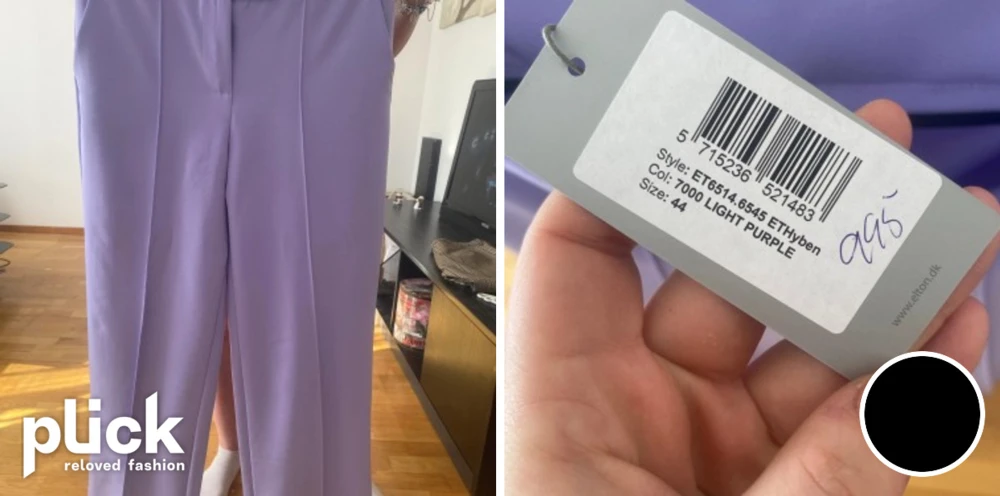 plick
reloved fashion
5 715236 521483
Style: ET6514.6545 ETHyben
Col: 7000 LIGHT PURPLE
Size: 44
995
www.elton.dk